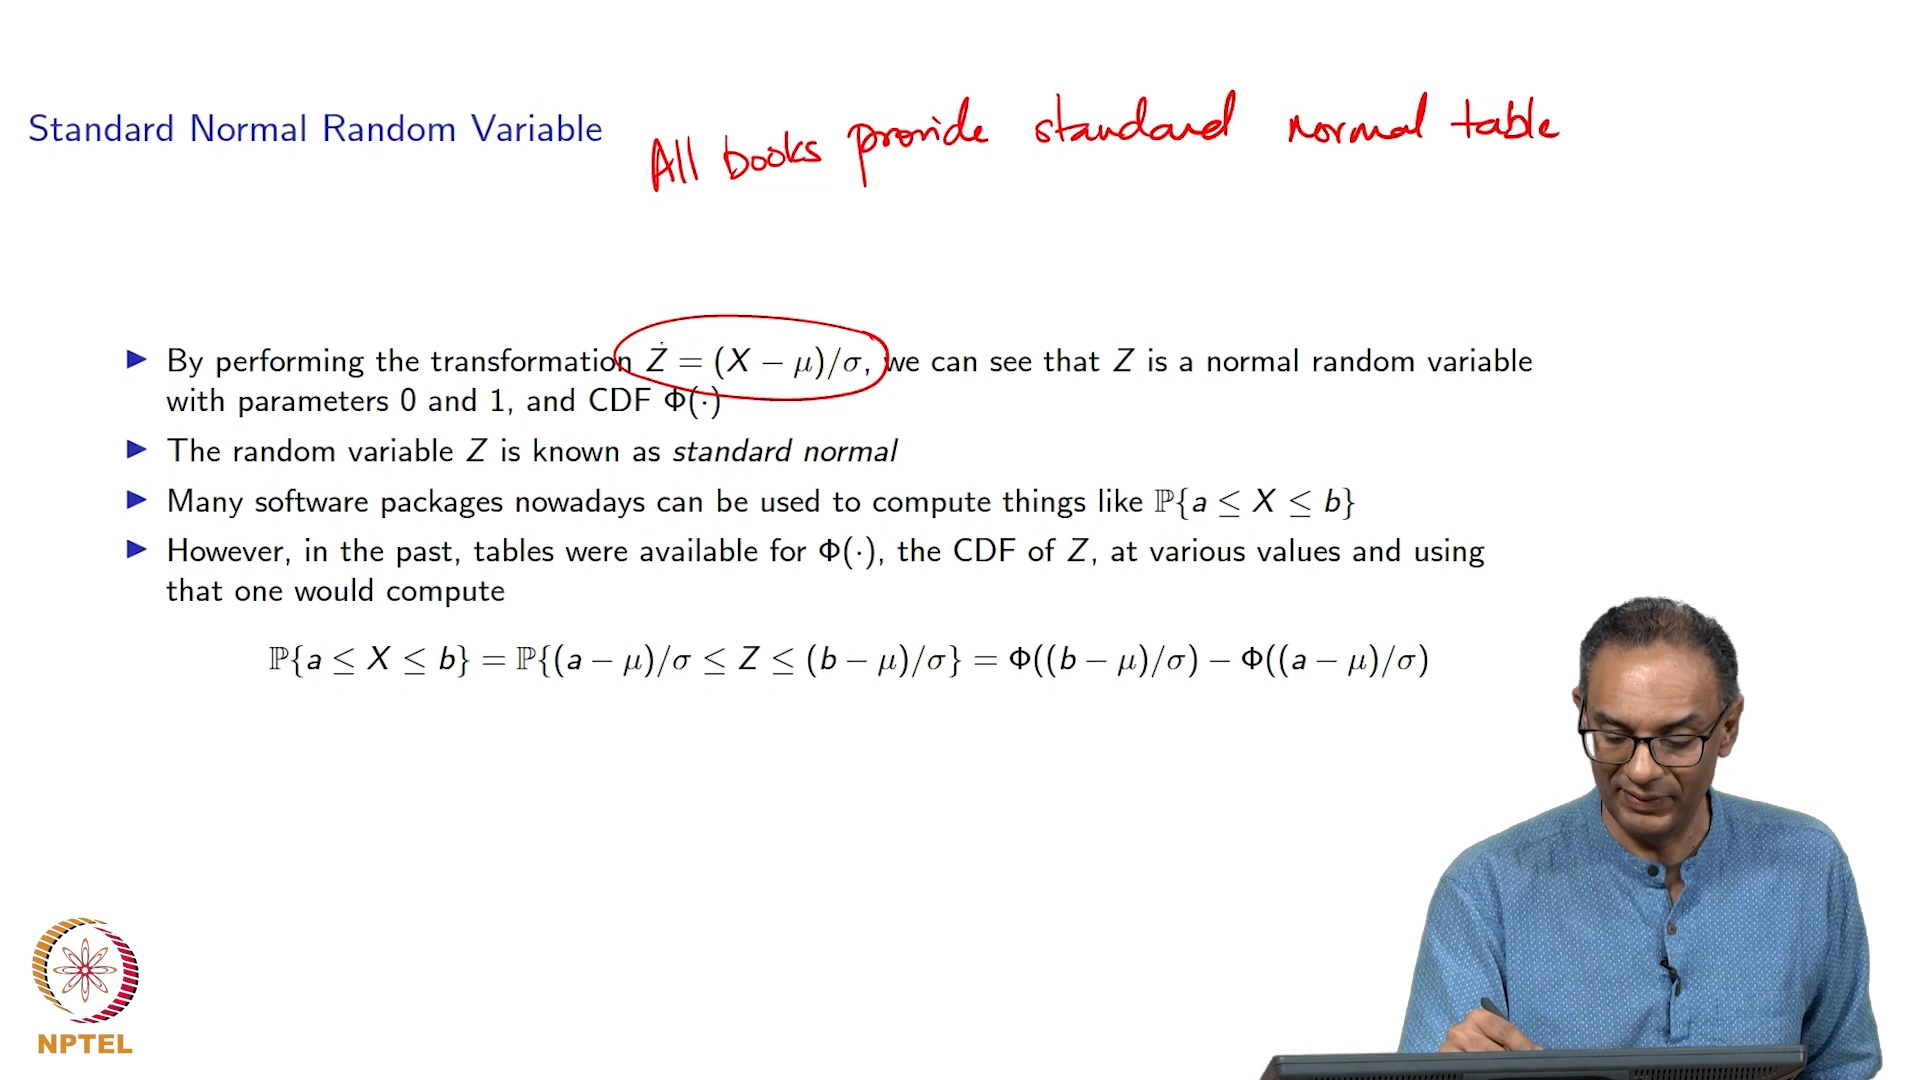 Standard Normal Random Variable
All books provide standard normal table
▶ By performing the transformation Z = (X − μ)/σ, we can see that Z is a normal random variable
with parameters 0 and 1, and CDF Φ(·)
▶ The random variable Z is known as standard normal
▶ Many software packages nowadays can be used to compute things like ℙ{a ≤ X ≤ b}
▶ However, in the past, tables were available for Φ(·), the CDF of Z, at various values and using
that one would compute
ℙ{a ≤ X ≤ b} = ℙ{(a − μ)/σ ≤ Z ≤ (b − μ)/σ} = Φ((b − μ)/σ) − Φ((a − μ)/σ)
NPTEL